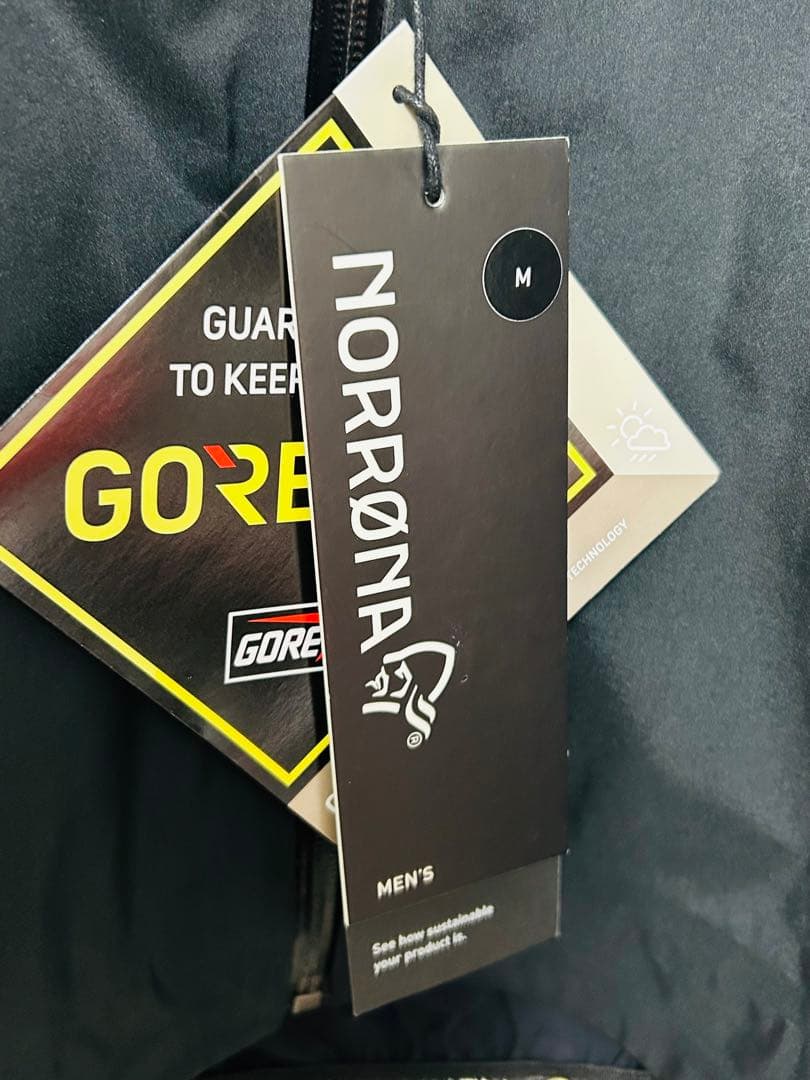 M
NORRØNA
®
MEN'S
See how sustainable
your product is.
GUAR
TO KEEP
GORE
GORE
TECHNOLOGY